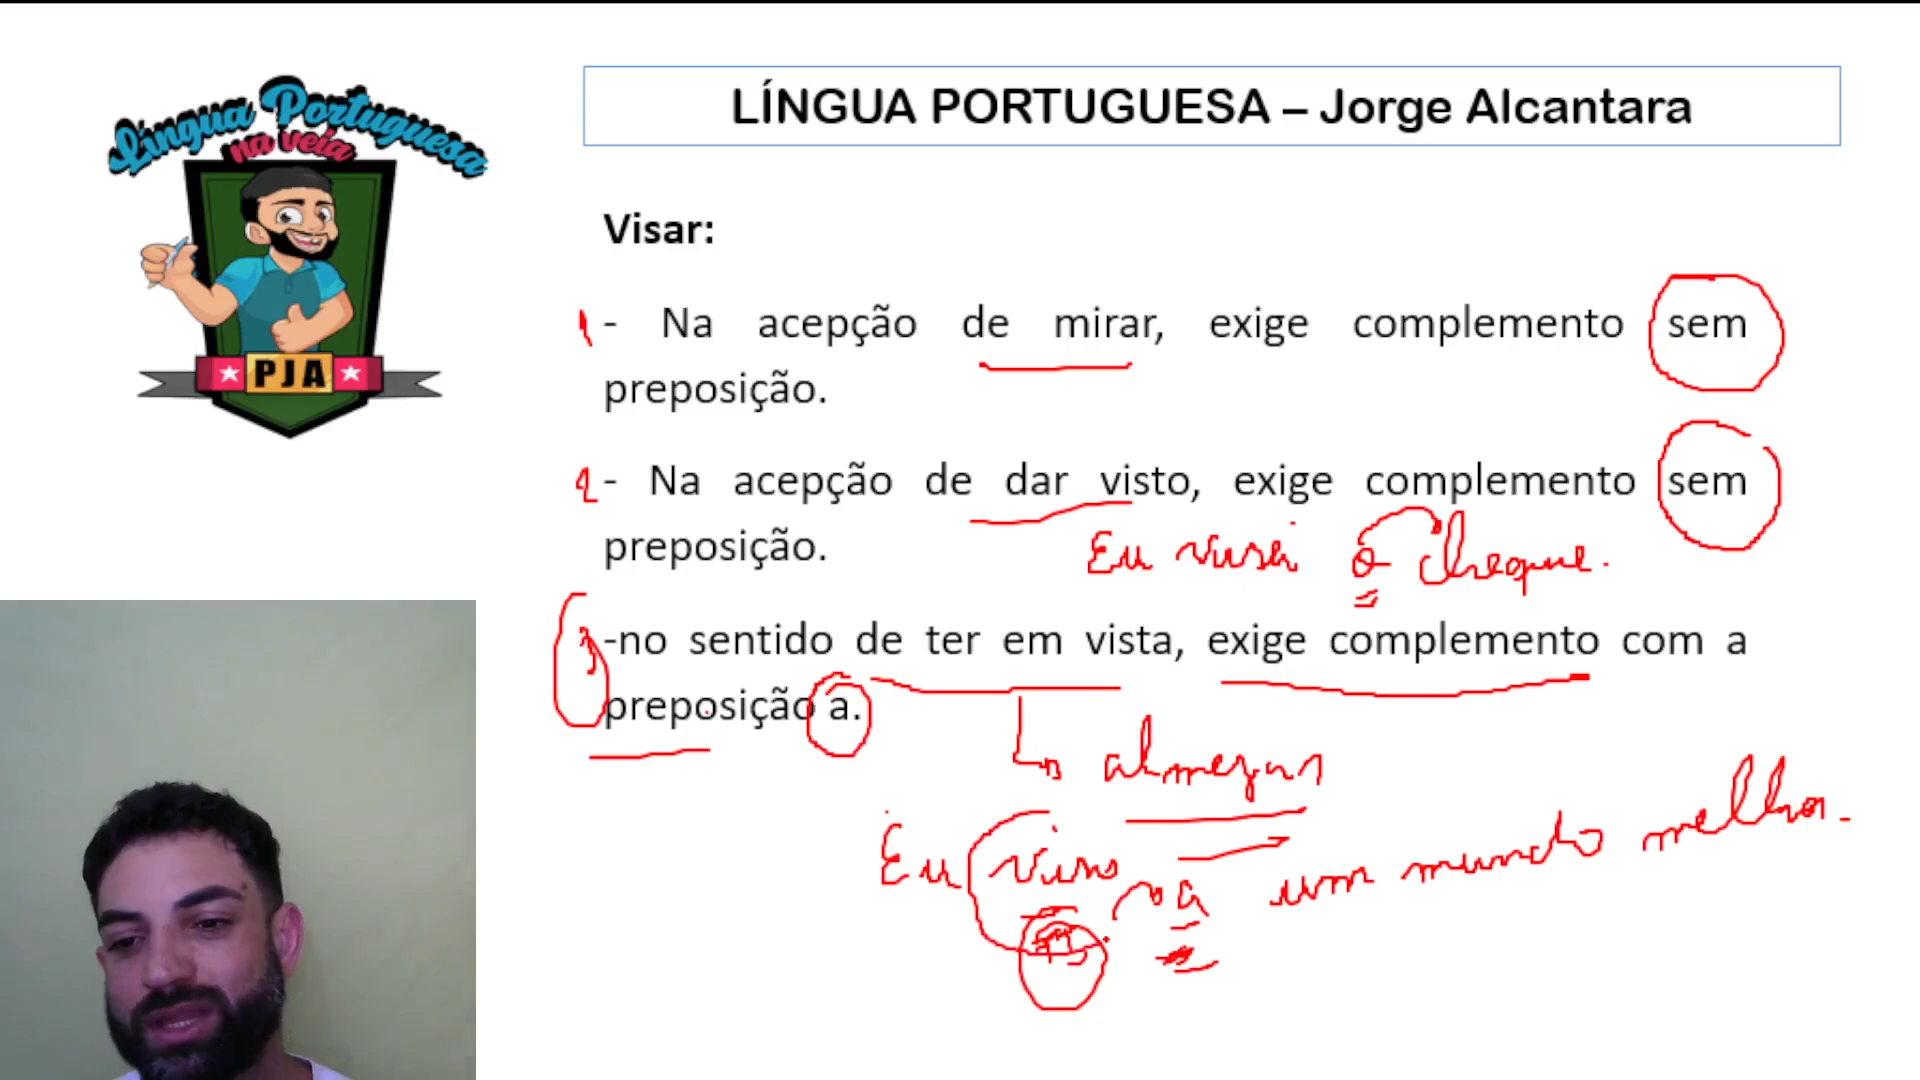 Língua Portuguesa
na veia
PJA
LÍNGUA PORTUGUESA – Jorge Alcantara
Visar:
1 - Na acepção de mirar, exige complemento sem
preposição.
2 - Na acepção de dar visto, exige complemento sem
preposição.
Eu visei o cheque.
3 -no sentido de ter em vista, exige complemento com a
preposição a.
almejar
Eu viso a um mundo melhor.